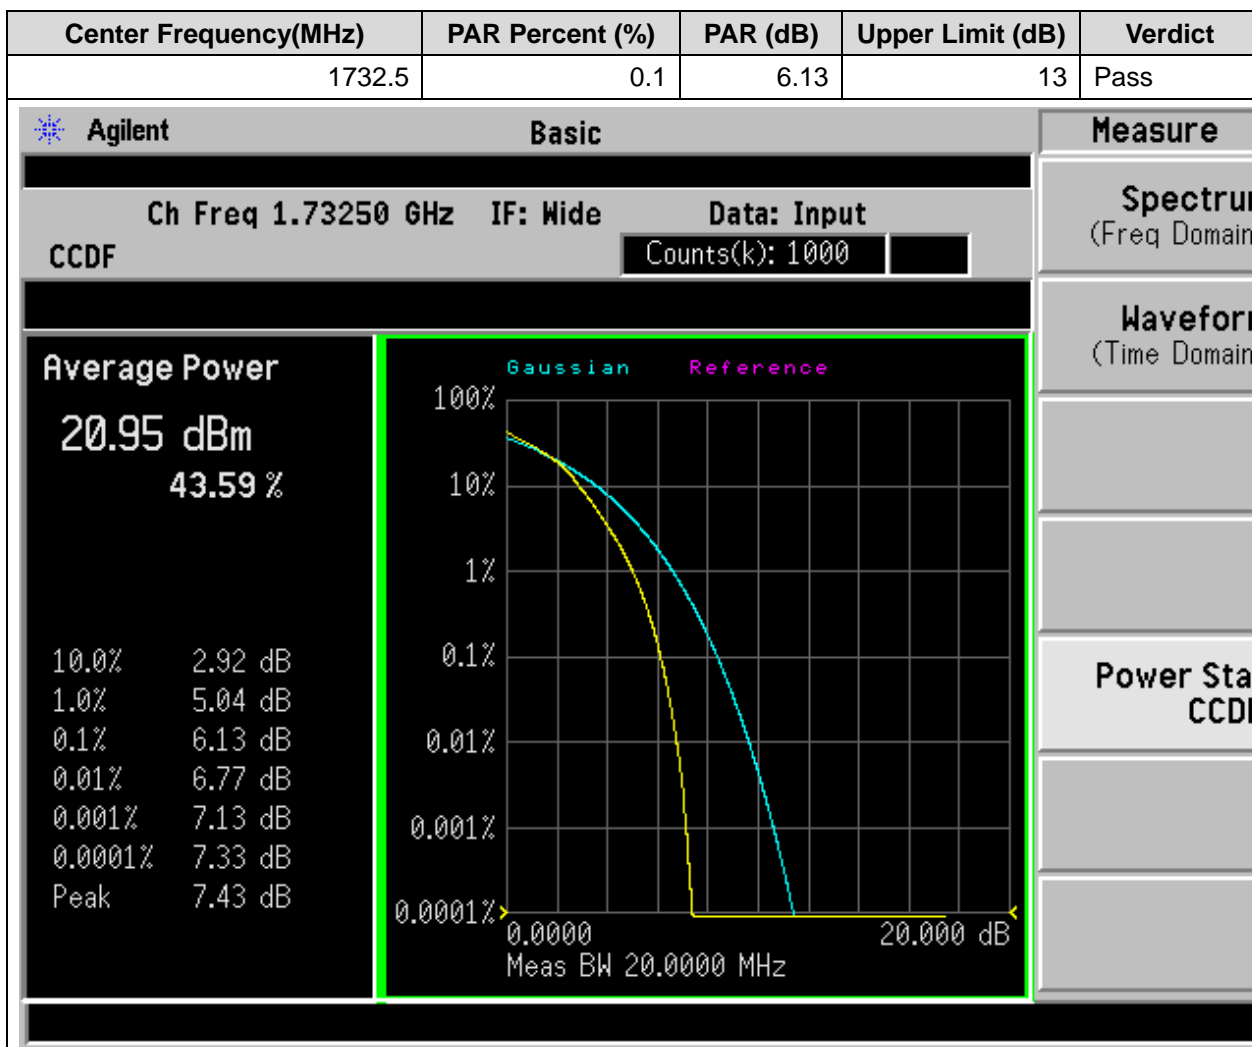 Center Frequency(MHz) PAR Percent (%) PAR (dB) Upper Limit (dB) Verdict
1732.5 0.1 6.13 13 Pass
Agilent Basic Measure
Ch Freq 1.73250 GHz IF: Wide Data: Input
CCDF Counts(k): 1000
Average Power
20.95 dBm
43.59 %
10.0% 2.92 dB
1.0% 5.04 dB
0.1% 6.13 dB
0.01% 6.77 dB
0.001% 7.13 dB
0.0001% 7.33 dB
Peak 7.43 dB
Gaussian Reference
100%
10%
1%
0.1%
0.01%
0.001%
0.0001%
0.0000 20.000 dB
Meas BW 20.0000 MHz
(Freq Domain
(Time Domain
Power